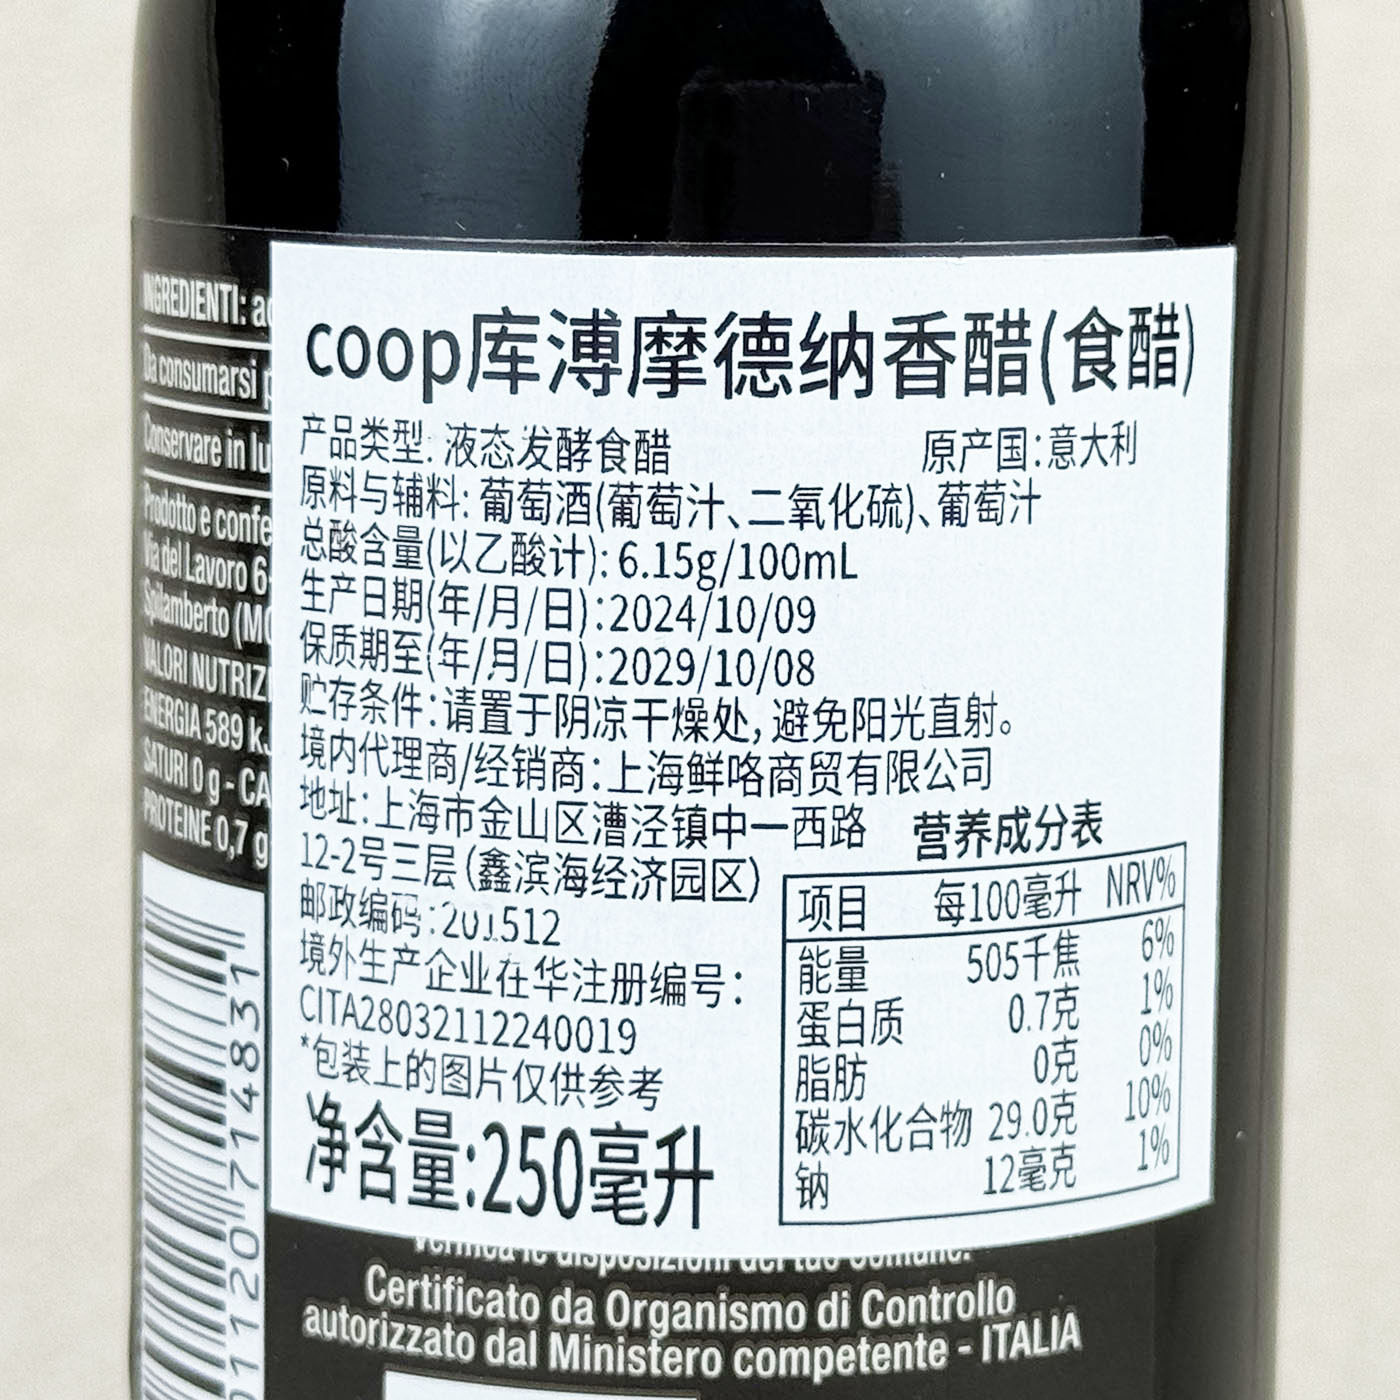 INGREDIENTI:
Da consumarsi
Conservare in
Prodotto e
Via del Lavoro
Spilamberto
VALORI
ENERGIA 589
SATURI 0 g -
PROTEINE 0,7 g
coop库溥摩德纳香醋(食醋)
产品类型: 液态发酵食醋 原产国:意大利
原料与辅料: 葡萄酒(葡萄汁、二氧化硫)、葡萄汁
总酸含量(以乙酸计): 6.15g/100mL
生产日期(年/月/日):2024/10/09
保质期至(年/月/日):2029/10/08
贮存条件:请置于阴凉干燥处, 避免阳光直射。
境内代理商/经销商:上海鲜咯商贸有限公司
地址:上海市金山区漕泾镇中一西路
12-2号三层(鑫滨海经济园区)
邮政编码:201512
境外生产企业在华注册编号:
CITA28032112240019
*包装上的图片仅供参考
净含量:250毫升
营养成分表
项目 每100毫升 NRV%
能量 505千焦 6%
蛋白质 0.7克 1%
脂肪 0克 0%
碳水化合物 29.0克 10%
钠 12毫克 1%
Verifica le disposizioni del tuo Comune.
Certificato da Organismo di Controllo
autorizzato dal Ministero competente - ITALIA